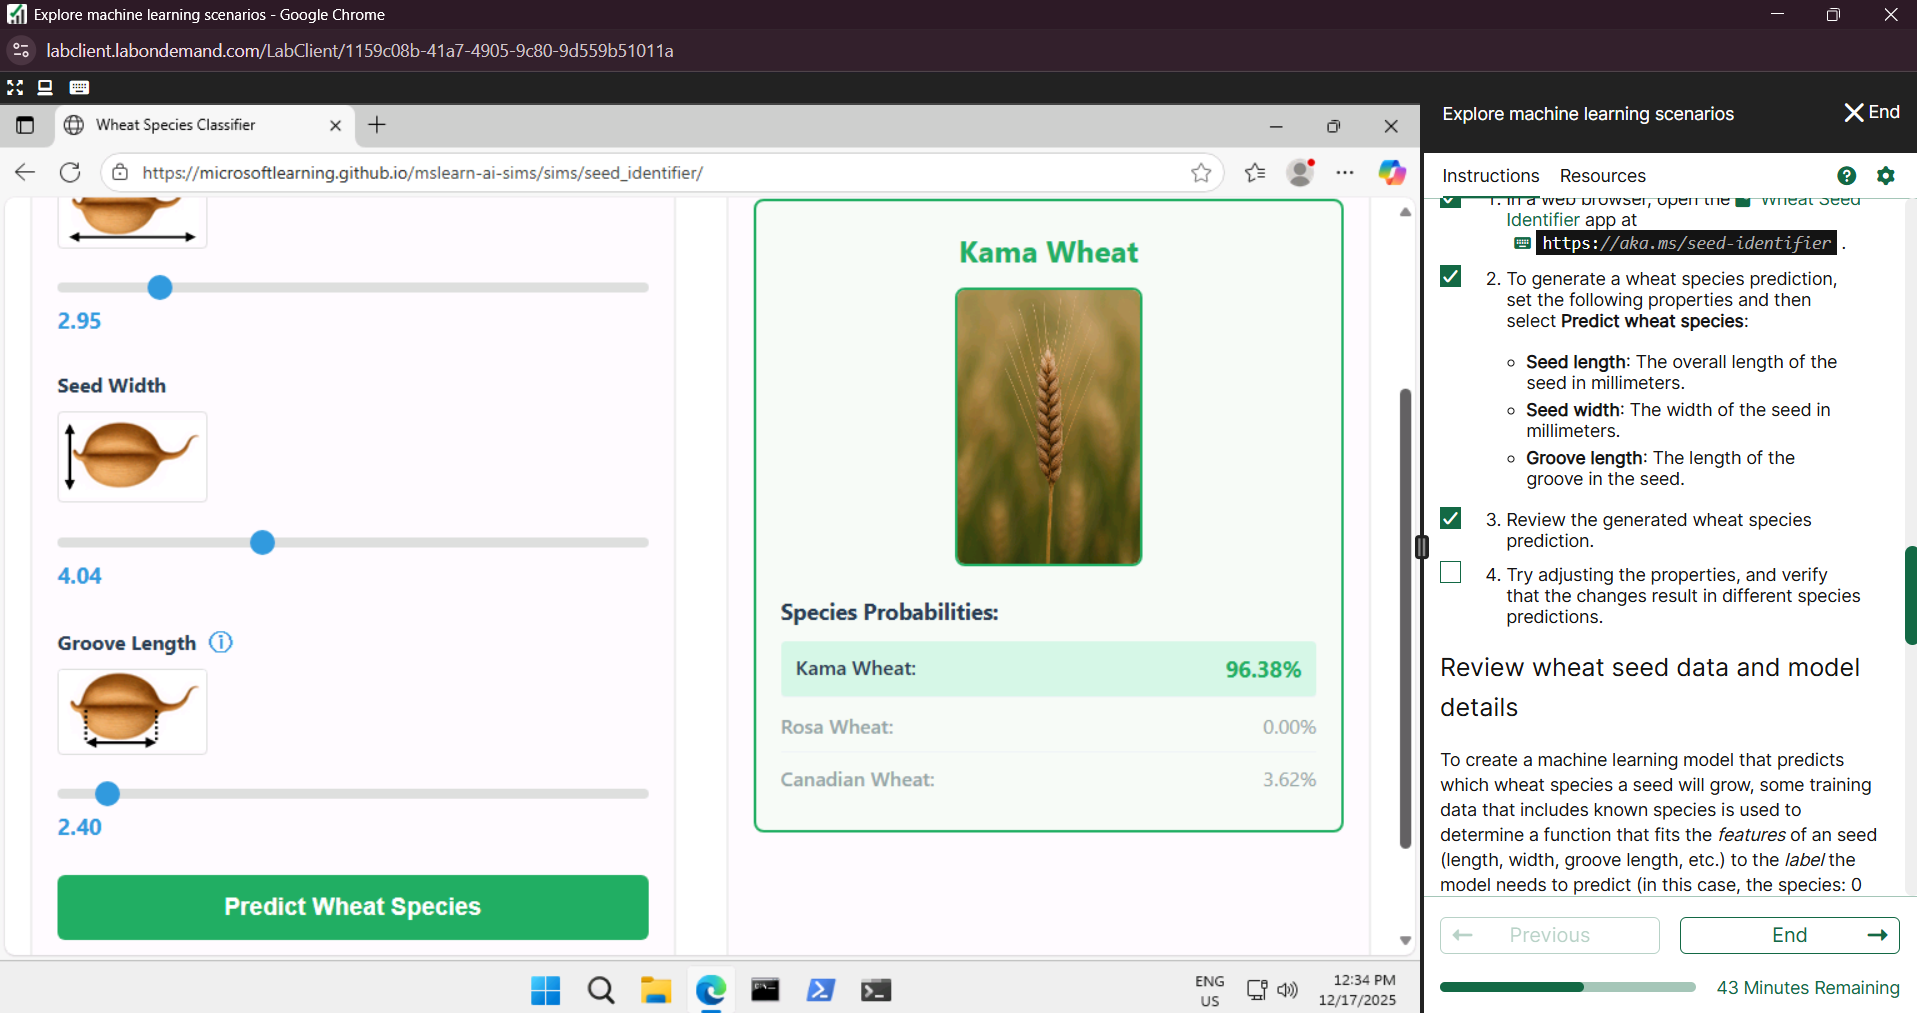 Explore machine learning scenarios - Google Chrome
labclient.labondemand.com/LabClient/1159c08b-41a7-4905-9c80-9d559b51011a
Wheat Species Classifier
https://microsoftlearning.github.io/mslearn-ai-sims/sims/seed_identifier/
2.95
Seed Width
4.04
Groove Length
2.40
Predict Wheat Species
Kama Wheat
Species Probabilities:
Kama Wheat: 96.38%
Rosa Wheat: 0.00%
Canadian Wheat: 3.62%
ENG
US
12:34 PM
12/17/2025
Explore machine learning scenarios
End
Instructions Resources
1. In a web browser, open the Wheat Seed
Identifier app at
https://aka.ms/seed-identifier .
2. To generate a wheat species prediction,
set the following properties and then
select Predict wheat species:
Seed length: The overall length of the
seed in millimeters.
Seed width: The width of the seed in
millimeters.
Groove length: The length of the
groove in the seed.
3. Review the generated wheat species
prediction.
4. Try adjusting the properties, and verify
that the changes result in different species
predictions.
Review wheat seed data and model
details
To create a machine learning model that predicts
which wheat species a seed will grow, some training
data that includes known species is used to
determine a function that fits the features of an seed
(length, width, groove length, etc.) to the label the
model needs to predict (in this case, the species: 0
Previous
End
43 Minutes Remaining